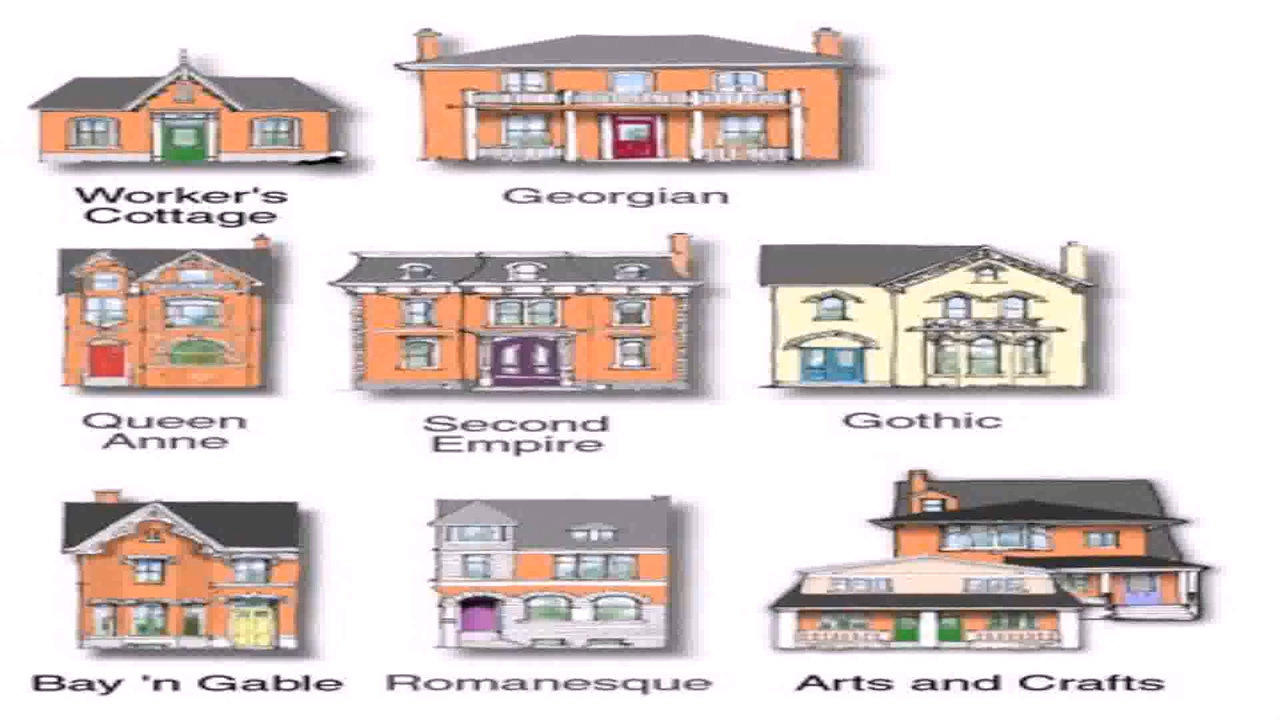 Worker's
Cottage
Georgian
Queen
Anne
Second
Empire
Gothic
Bay 'n Gable
Romanesque
Arts and Crafts